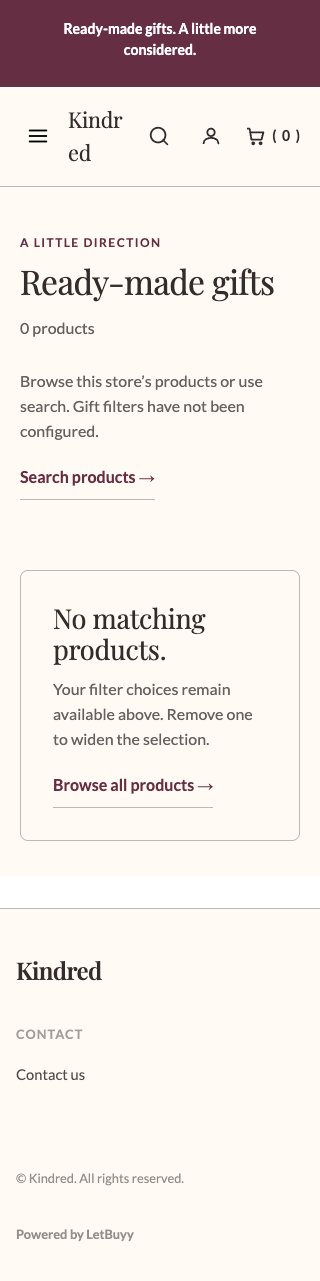 Ready-made gifts. A little more
considered.
Kindr
ed
( 0 )
A LITTLE DIRECTION
Ready-made gifts
0 products
Browse this store’s products or use
search. Gift filters have not been
configured.
Search products →
No matching
products.
Your filter choices remain
available above. Remove one
to widen the selection.
Browse all products →
Kindred
CONTACT
Contact us
© Kindred. All rights reserved.
Powered by LetBuyy